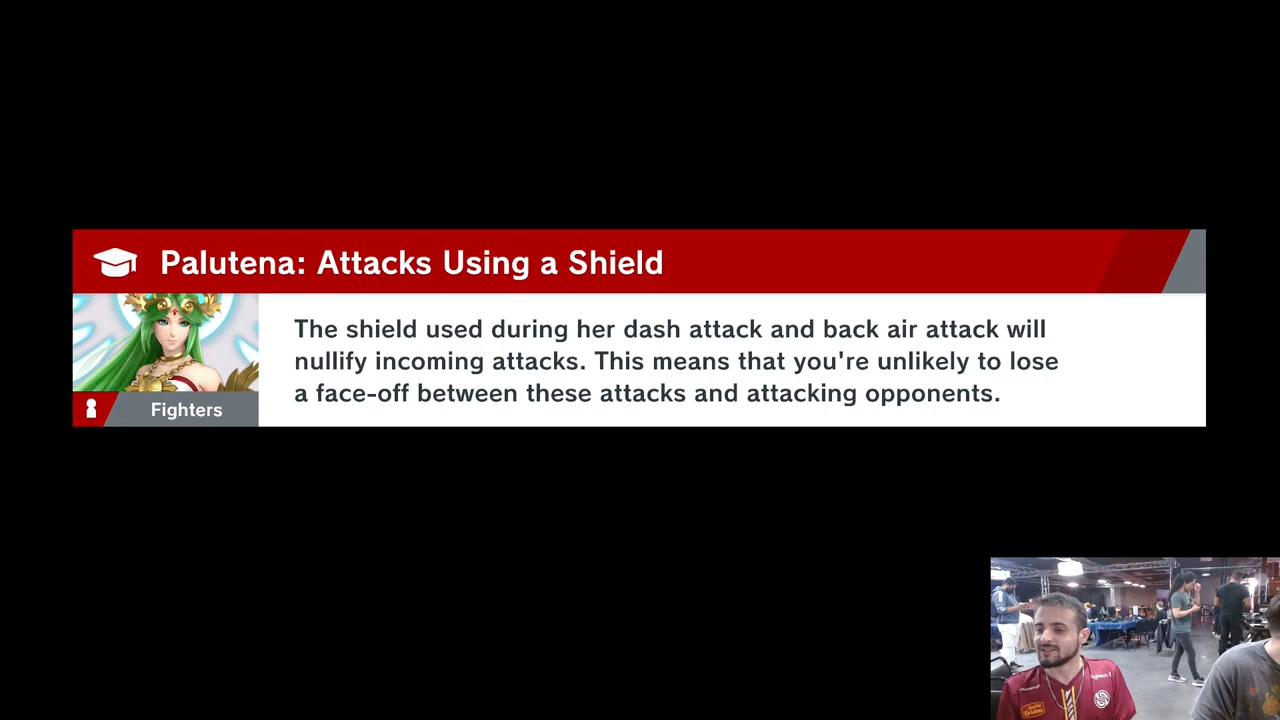 Palutena: Attacks Using a Shield
The shield used during her dash attack and back air attack will
nullify incoming attacks. This means that you're unlikely to lose
a face-off between these attacks and attacking opponents.
Fighters